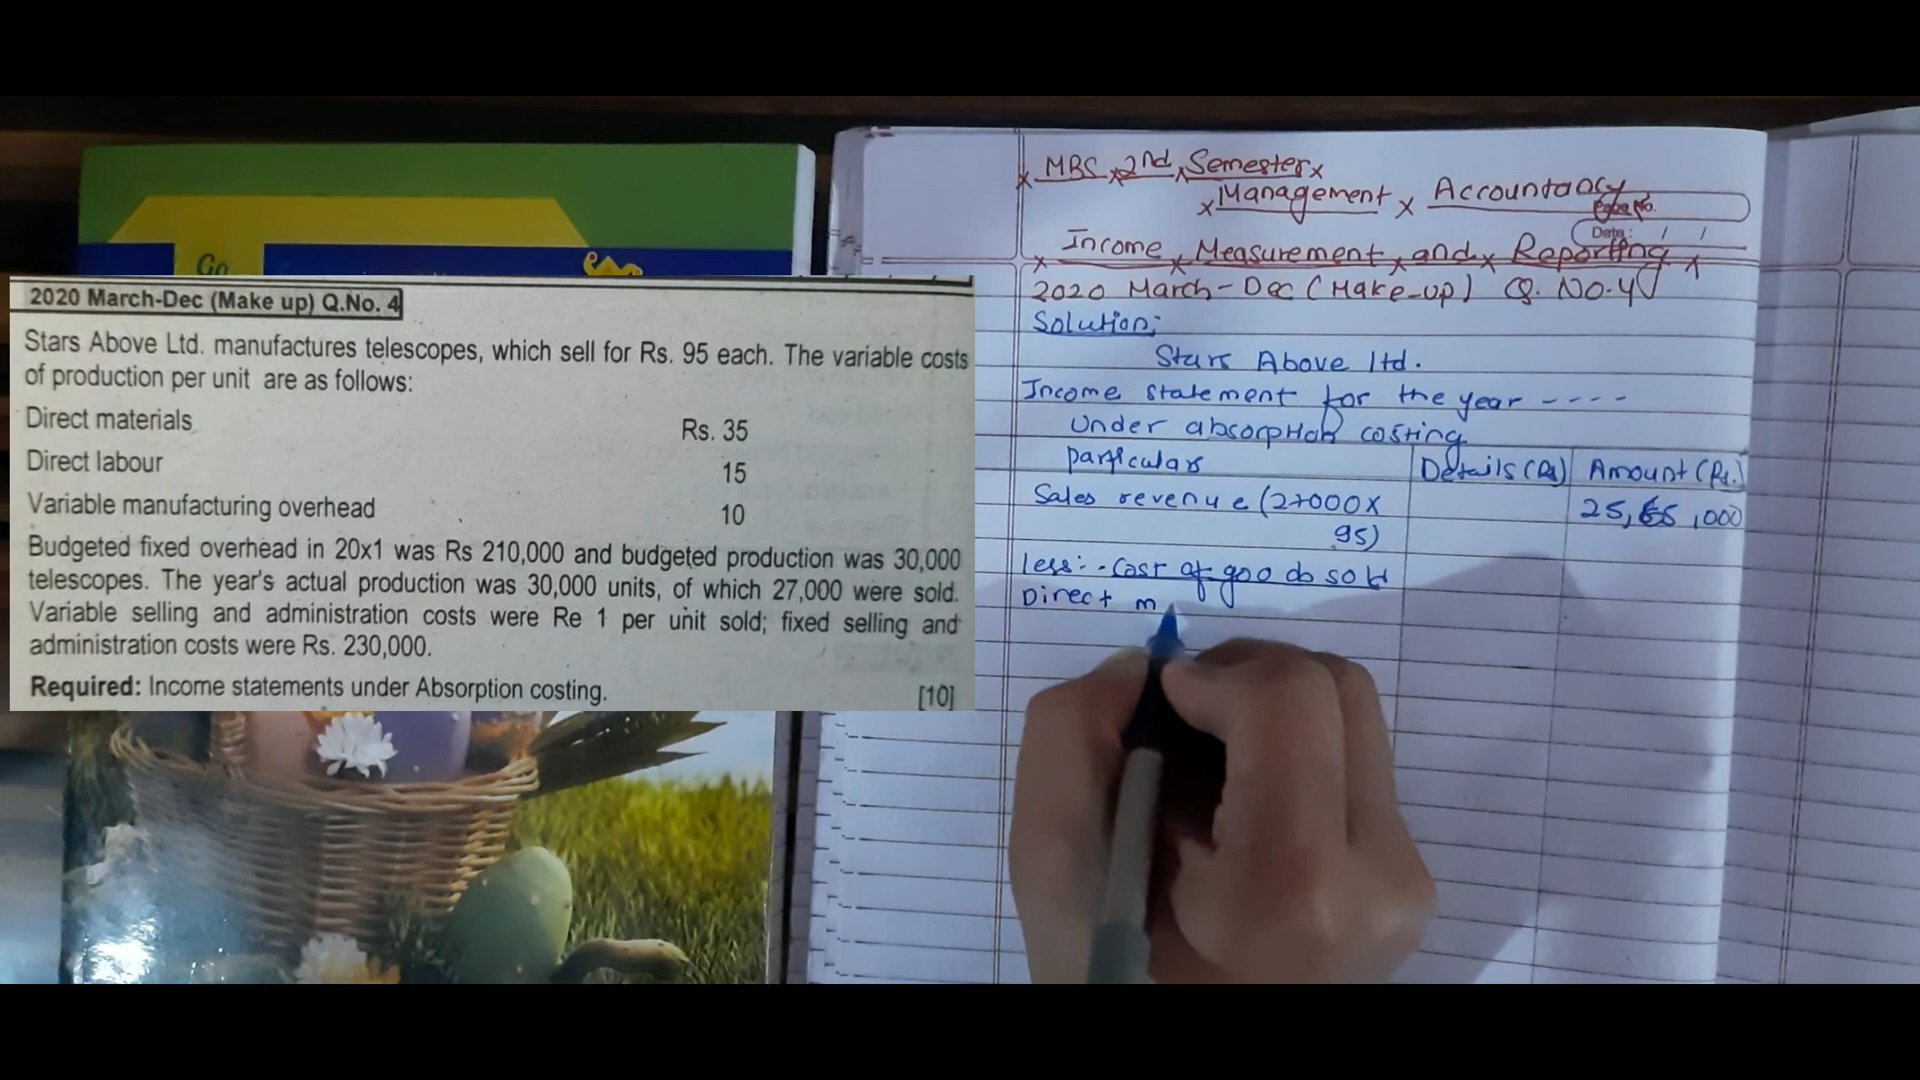 Go
2020 March-Dec (Make up) Q.No. 4
Stars Above Ltd. manufactures telescopes, which sell for Rs. 95 each. The variable costs
of production per unit are as follows:
Direct materials Rs. 35
Direct labour 15
Variable manufacturing overhead 10
Budgeted fixed overhead in 20x1 was Rs 210,000 and budgeted production was 30,000
telescopes. The year's actual production was 30,000 units, of which 27,000 were sold.
Variable selling and administration costs were Re 1 per unit sold; fixed selling and
administration costs were Rs. 230,000.
Required: Income statements under Absorption costing. [10]
MBS 2nd Semester
Management Accountancy
Page No.
Date: / /
Income Measurement and Reporting
2020 March-Dec (Make-up) Q. No.4
Solution:
Stars Above ltd.
Income statement for the year ----
Under absorption costing
particulars Details (Rs) Amount (Rs.)
Sales revenue (27000x 25,65,000
95)
less:- Cost of goods sold
Direct m